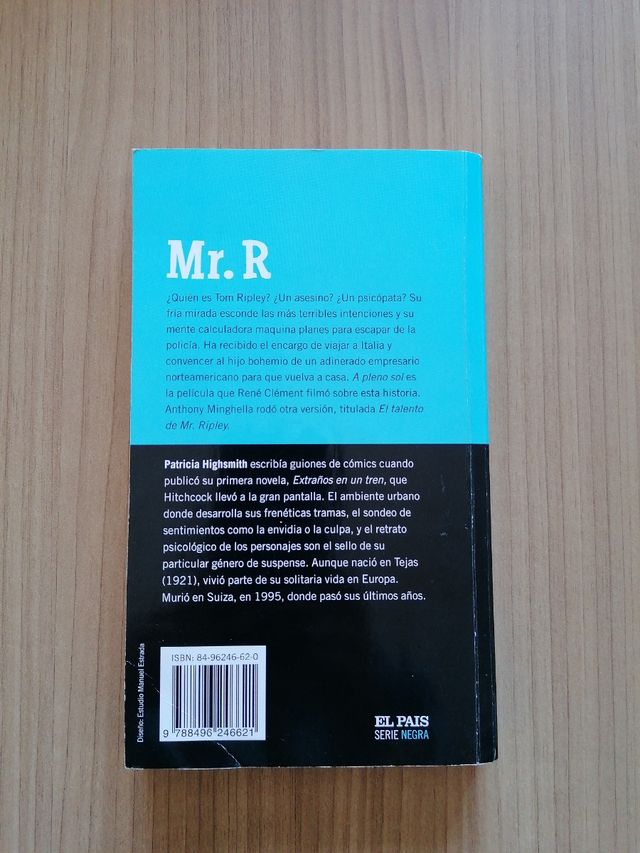 Mr. R
¿Quién es Tom Ripley? ¿Un asesino? ¿Un psicópata? Su
fría mirada esconde las más terribles intenciones y su
mente calculadora maquina planes para escapar de la
policía. Ha recibido el encargo de viajar a Italia y
convencer al hijo bohemio de un adinerado empresario
norteamericano para que vuelva a casa. A pleno sol es
la película que René Clément filmó sobre esta historia.
Anthony Minghella rodó otra versión, titulada El talento
de Mr. Ripley.
Patricia Highsmith escribía guiones de cómics cuando
publicó su primera novela, Extraños en un tren, que
Hitchcock llevó a la gran pantalla. El ambiente urbano
donde desarrolla sus frenéticas tramas, el sondeo de
sentimientos como la envidia o la culpa, y el retrato
psicológico de los personajes son el sello de su
particular género de suspense. Aunque nació en Tejas
(1921), vivió parte de su solitaria vida en Europa.
Murió en Suiza, en 1995, donde pasó sus últimos años.
Diseño: Estudio Manuel Estrada
ISBN: 84-96246-62-0
9 788496 246621
EL PAIS
SERIE NEGRA